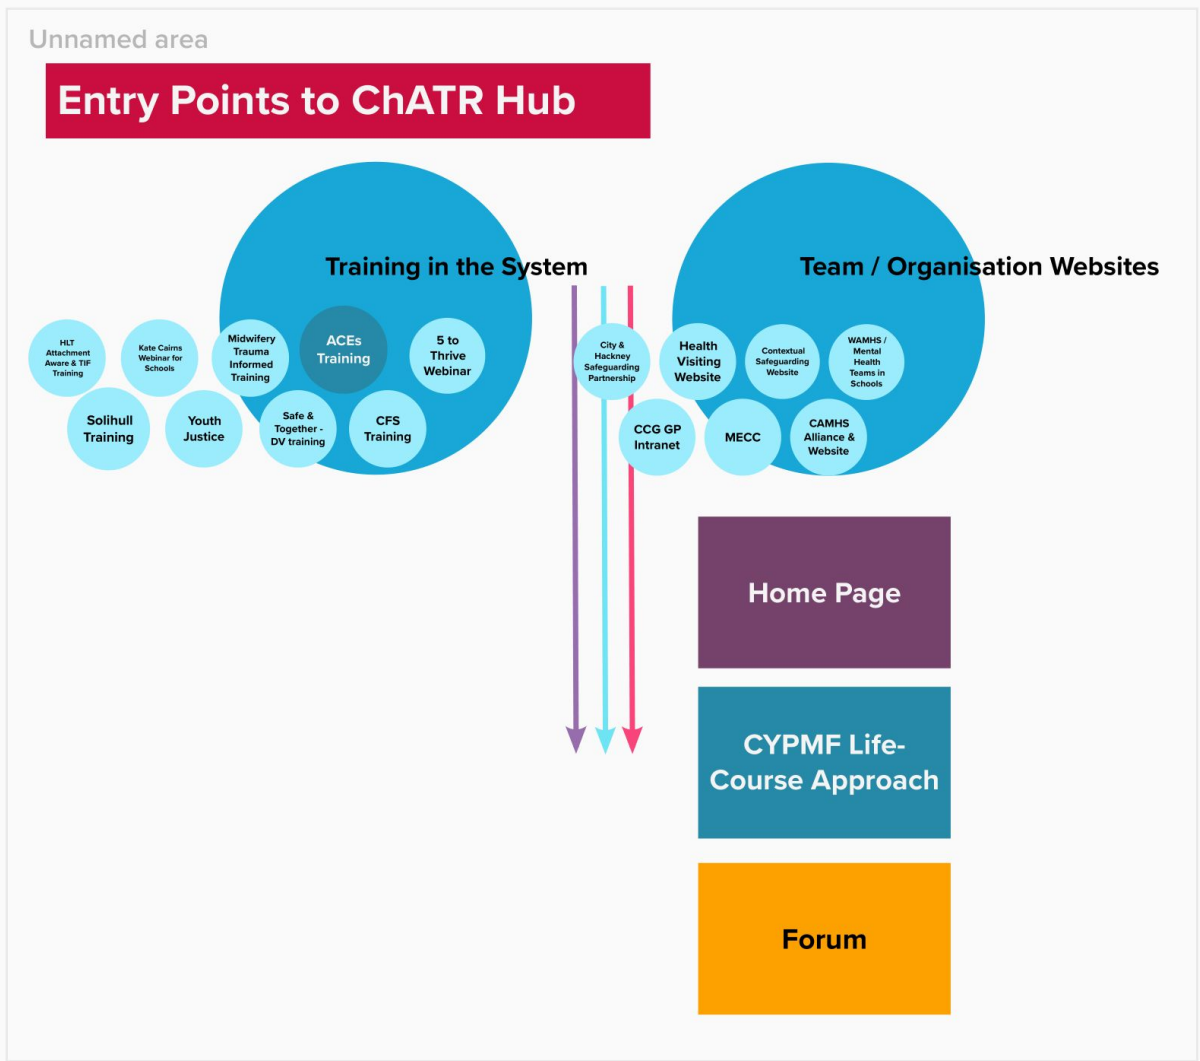 Unnamed area
Entry Points to ChATR Hub
Training in the System
HLT
Attachment
Aware & TIF
Training
Kate Cairns
Webinar for
Schools
Midwifery
Trauma
Informed
Training
ACEs
Training
5 to
Thrive
Webinar
Solihull
Training
Youth
Justice
Safe &
Together -
DV training
CFS
Training
Team / Organisation Websites
City &
Hackney
Safeguarding
Partnership
Health
Visiting
Website
Contextual
Safeguarding
Website
WAMHS /
Mental
Health
Teams in
Schools
CCG GP
Intranet
MECC
CAMHS
Alliance &
Website
Home Page
CYPMF Life-
Course Approach
Forum